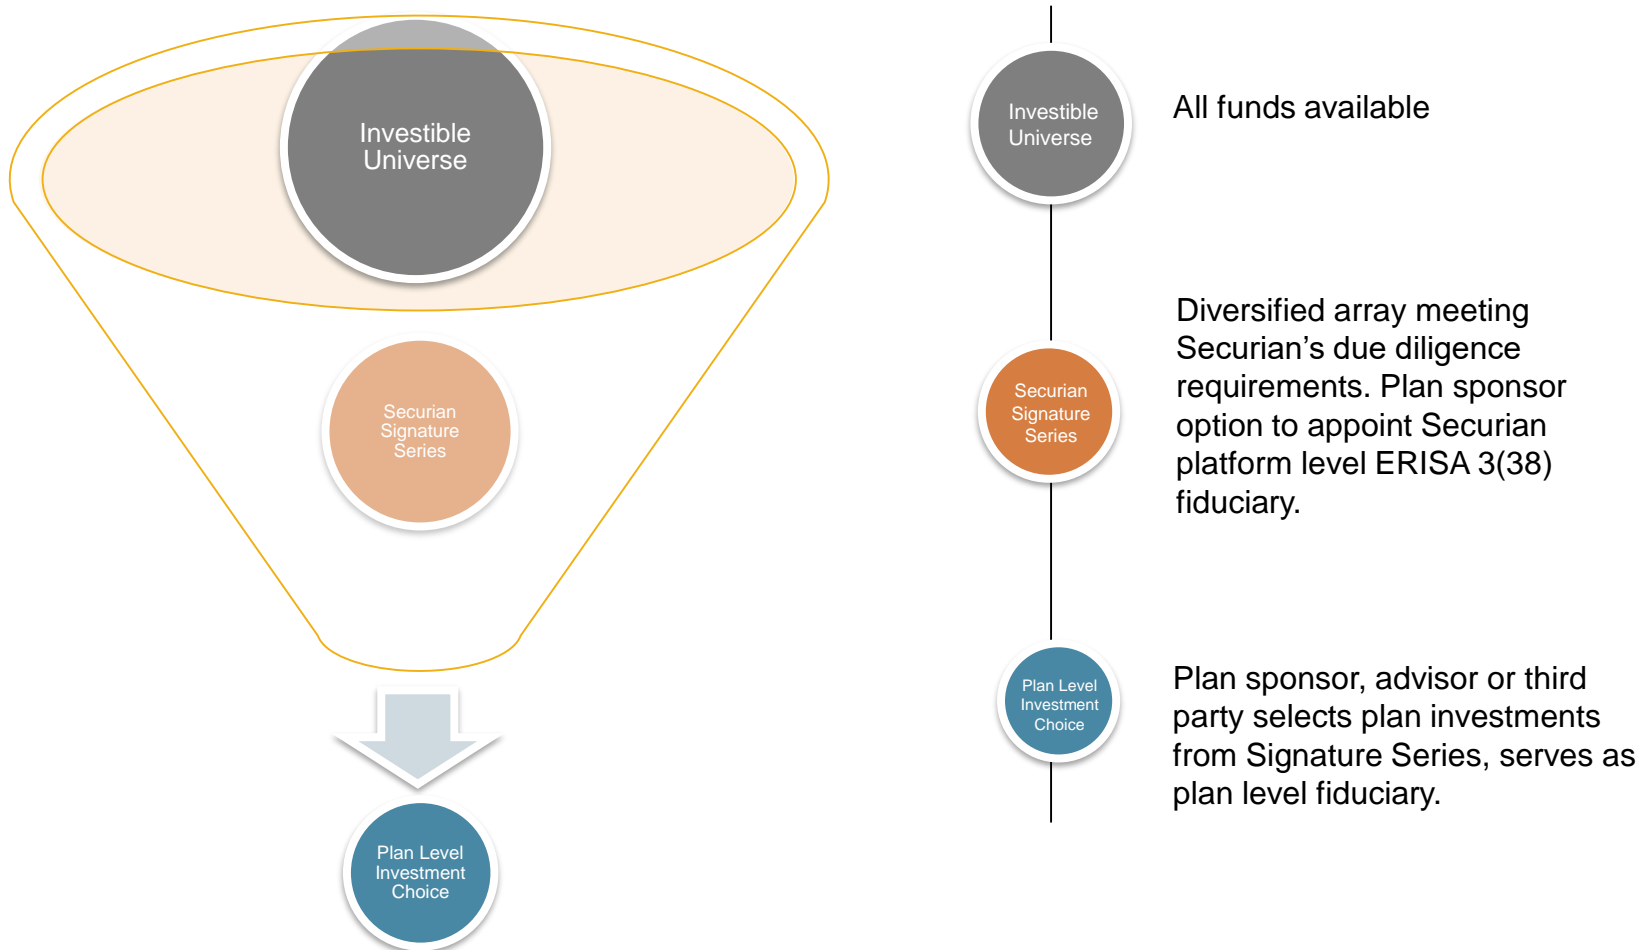 Investible
Universe
Securian
Signature
Series
Plan Level
Investment
Choice
Investible
Universe
All funds available
Securian
Signature
Series
Diversified array meeting
Securian’s due diligence
requirements. Plan sponsor
option to appoint Securian
platform level ERISA 3(38)
fiduciary.
Plan Level
Investment
Choice
Plan sponsor, advisor or third
party selects plan investments
from Signature Series, serves as
plan level fiduciary.